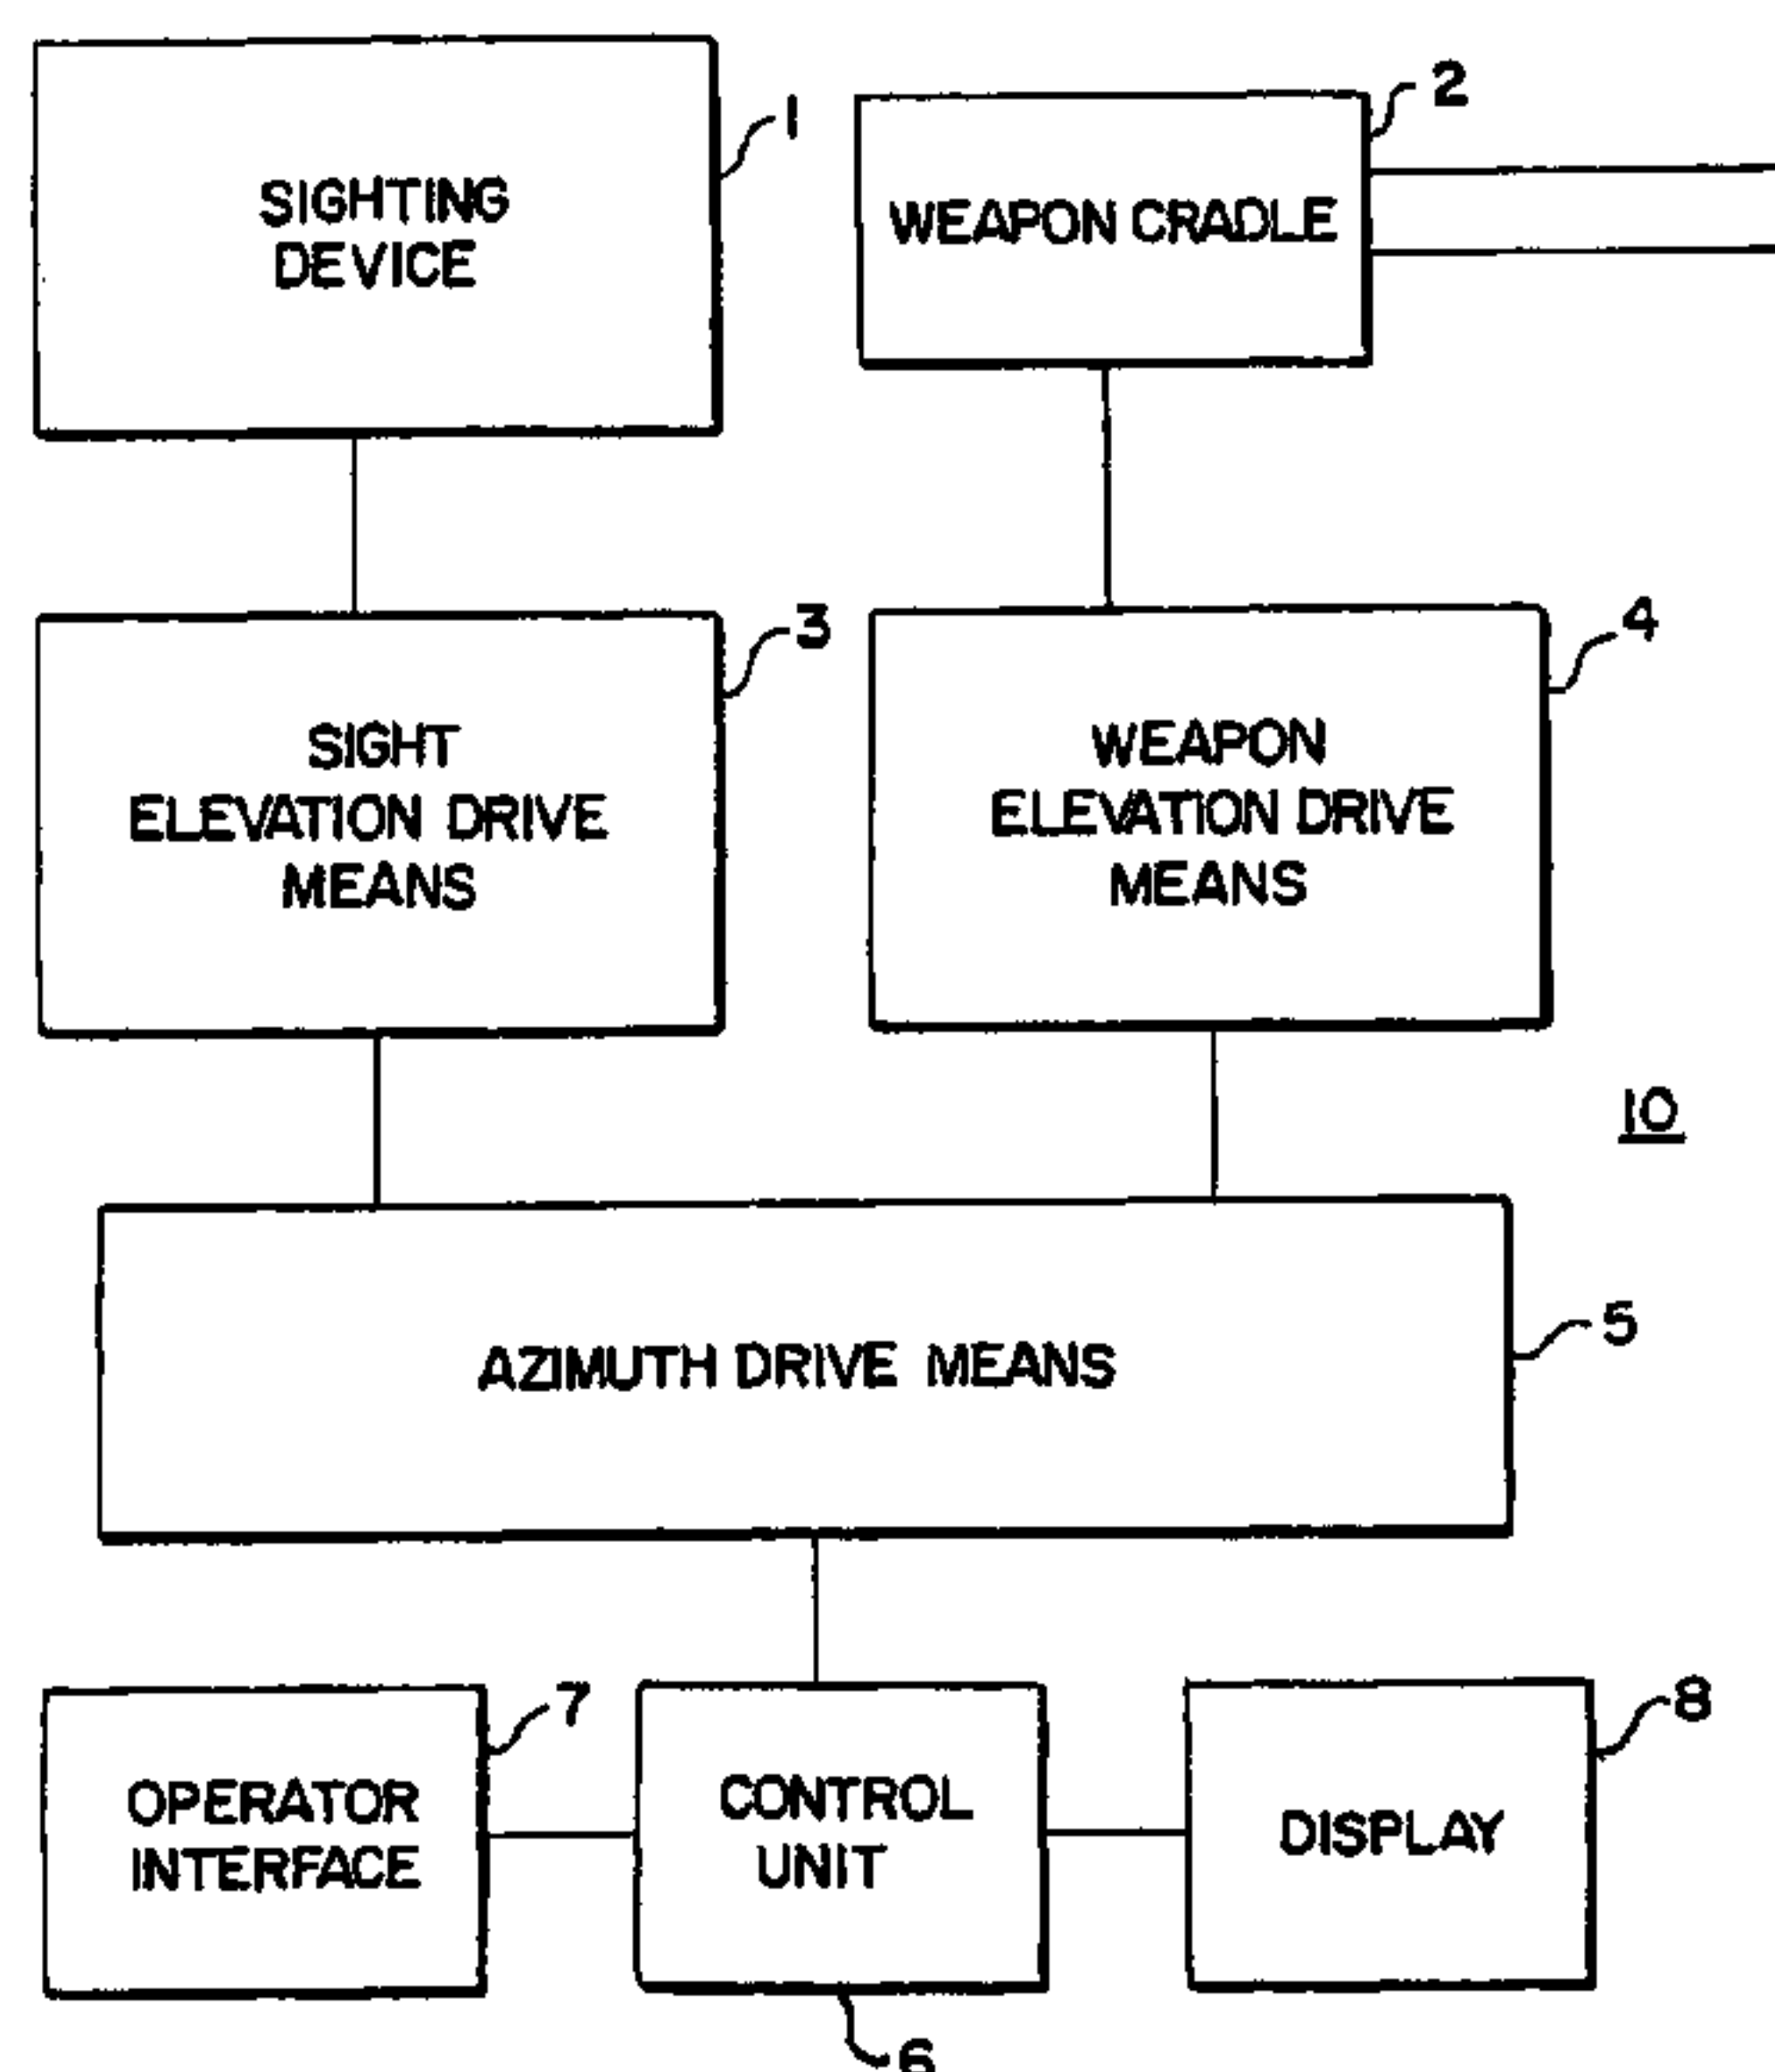 1
SIGHTING
DEVICE
2
WEAPON CRADLE
3
SIGHT
ELEVATION DRIVE
MEANS
4
WEAPON
ELEVATION DRIVE
MEANS
10
AZIMUTH DRIVE MEANS
5
7
OPERATOR
INTERFACE
CONTROL
UNIT
6
8
DISPLAY